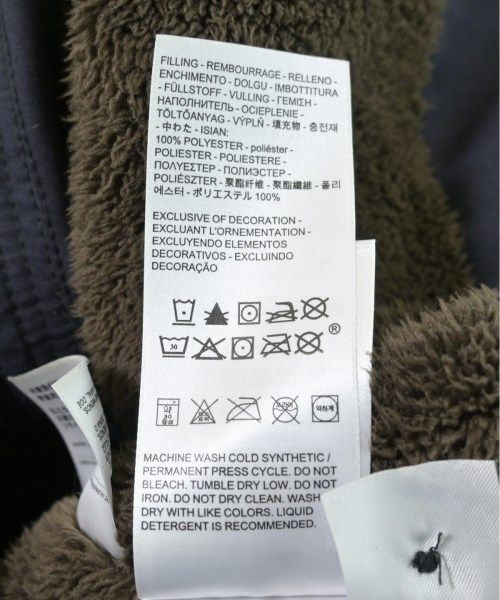 FILLING - REMBOURRAGE - RELLENO -
ENCHIMENTO - DOLGU - IMBOTTITURA
- FÜLLSTOFF - VULLING - ΓΕΜΙΣΗ -
НАПОЛНИТЕЛЬ - OCIEPLENIE -
TÖLTŐANYAG - VÝPLŇ - 填充物 - 충전재
- 中わた - ISIAN:
100% POLYESTER - poliéster -
POLIESTER - POLIESTERE -
ΠΟΛΥΕΣΤΕΡ - ПОЛИЭСТЕР -
POLIÉSZTER - 聚酯纤维 - 聚酯纖維 - 폴리
에스터 - ポリエステル 100%
EXCLUSIVE OF DECORATION -
EXCLUANT L'ORNEMENTATION -
EXCLUYENDO ELEMENTOS
DECORATIVOS - EXCLUINDO
DECORAÇÃO
®
30
약하게
MACHINE WASH COLD SYNTHETIC /
PERMANENT PRESS CYCLE. DO NOT
BLEACH. TUMBLE DRY LOW. DO NOT
IRON. DO NOT DRY CLEAN. WASH
DRY WITH LIKE COLORS. LIQUID
DETERGENT IS RECOMMENDED.